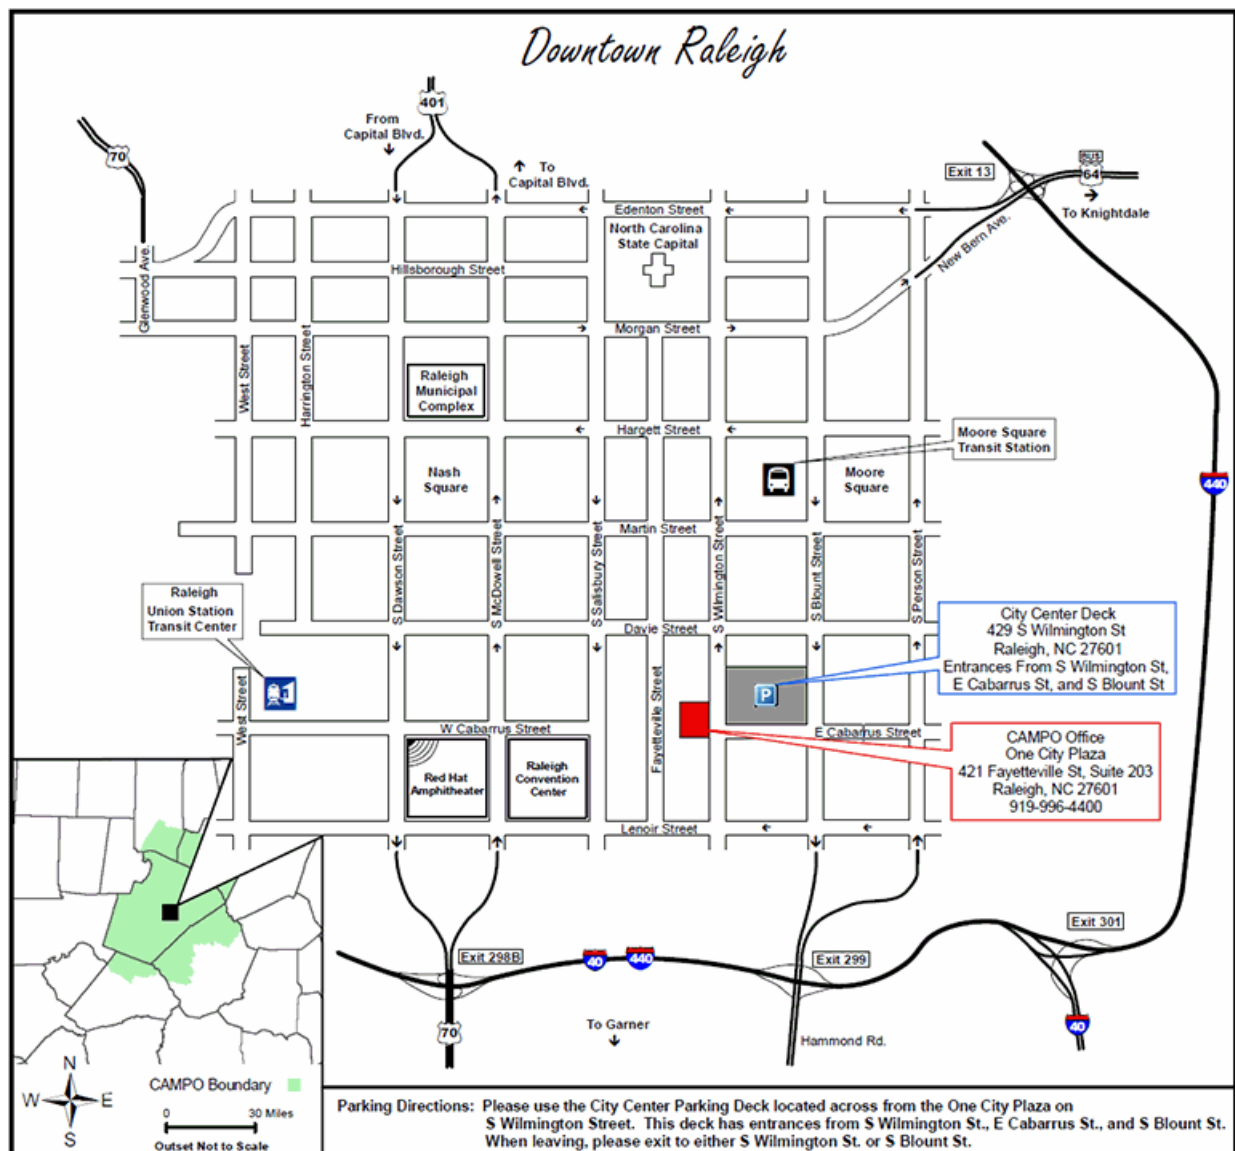 Downtown Raleigh
401
From
Capital Blvd.
To
Capital Blvd.
70
Exit 13
BUS
64
To Knightdale
Edenton Street
North Carolina
State Capital
New Bern Ave.
Hillsborough Street
Glenwood Ave.
Morgan Street
West Street
Harrington Street
Raleigh
Municipal
Complex
Hargett Street
Moore Square
Transit Station
Nash
Square
Moore
Square
440
Martin Street
S Dawson Street
S McDowell Street
S Salisbury Street
S Wilmington Street
S Blount Street
S Person Street
Raleigh
Union Station
Transit Center
Davie Street
City Center Deck
429 S Wilmington St
Raleigh, NC 27601
Entrances From S Wilmington St,
E Cabarrus St, and S Blount St
West Street
Fayetteville Street
P
W Cabarrus Street
E Cabarrus Street
CAMPO Office
One City Plaza
421 Fayetteville St, Suite 203
Raleigh, NC 27601
919-996-4400
Red Hat
Amphitheater
Raleigh
Convention
Center
Lenoir Street
Exit 298B
40
440
Exit 299
Exit 301
70
To Garner
Hammond Rd.
40
N
W
E
S
CAMPO Boundary
0
30 Miles
Outset Not to Scale
Parking Directions: Please use the City Center Parking Deck located across from the One City Plaza on
S Wilmington Street. This deck has entrances from S Wilmington St., E Cabarrus St., and S Blount St.
When leaving, please exit to either S Wilmington St. or S Blount St.